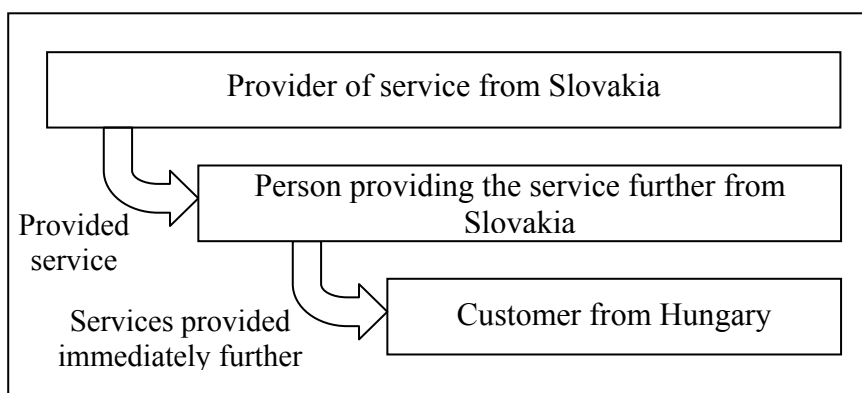 Provider of service from Slovakia
Person providing the service further from
Slovakia
Provided
service
Customer from Hungary
Services provided
immediately further